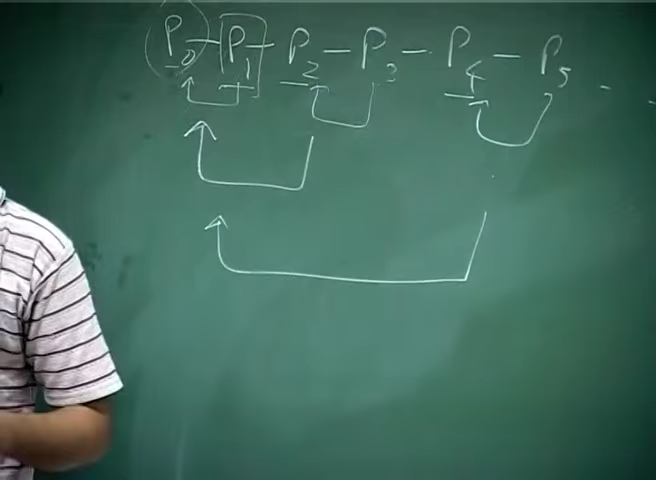 P₀ — P₁ — P₂ — P₃ — P₄ — P₅ - -